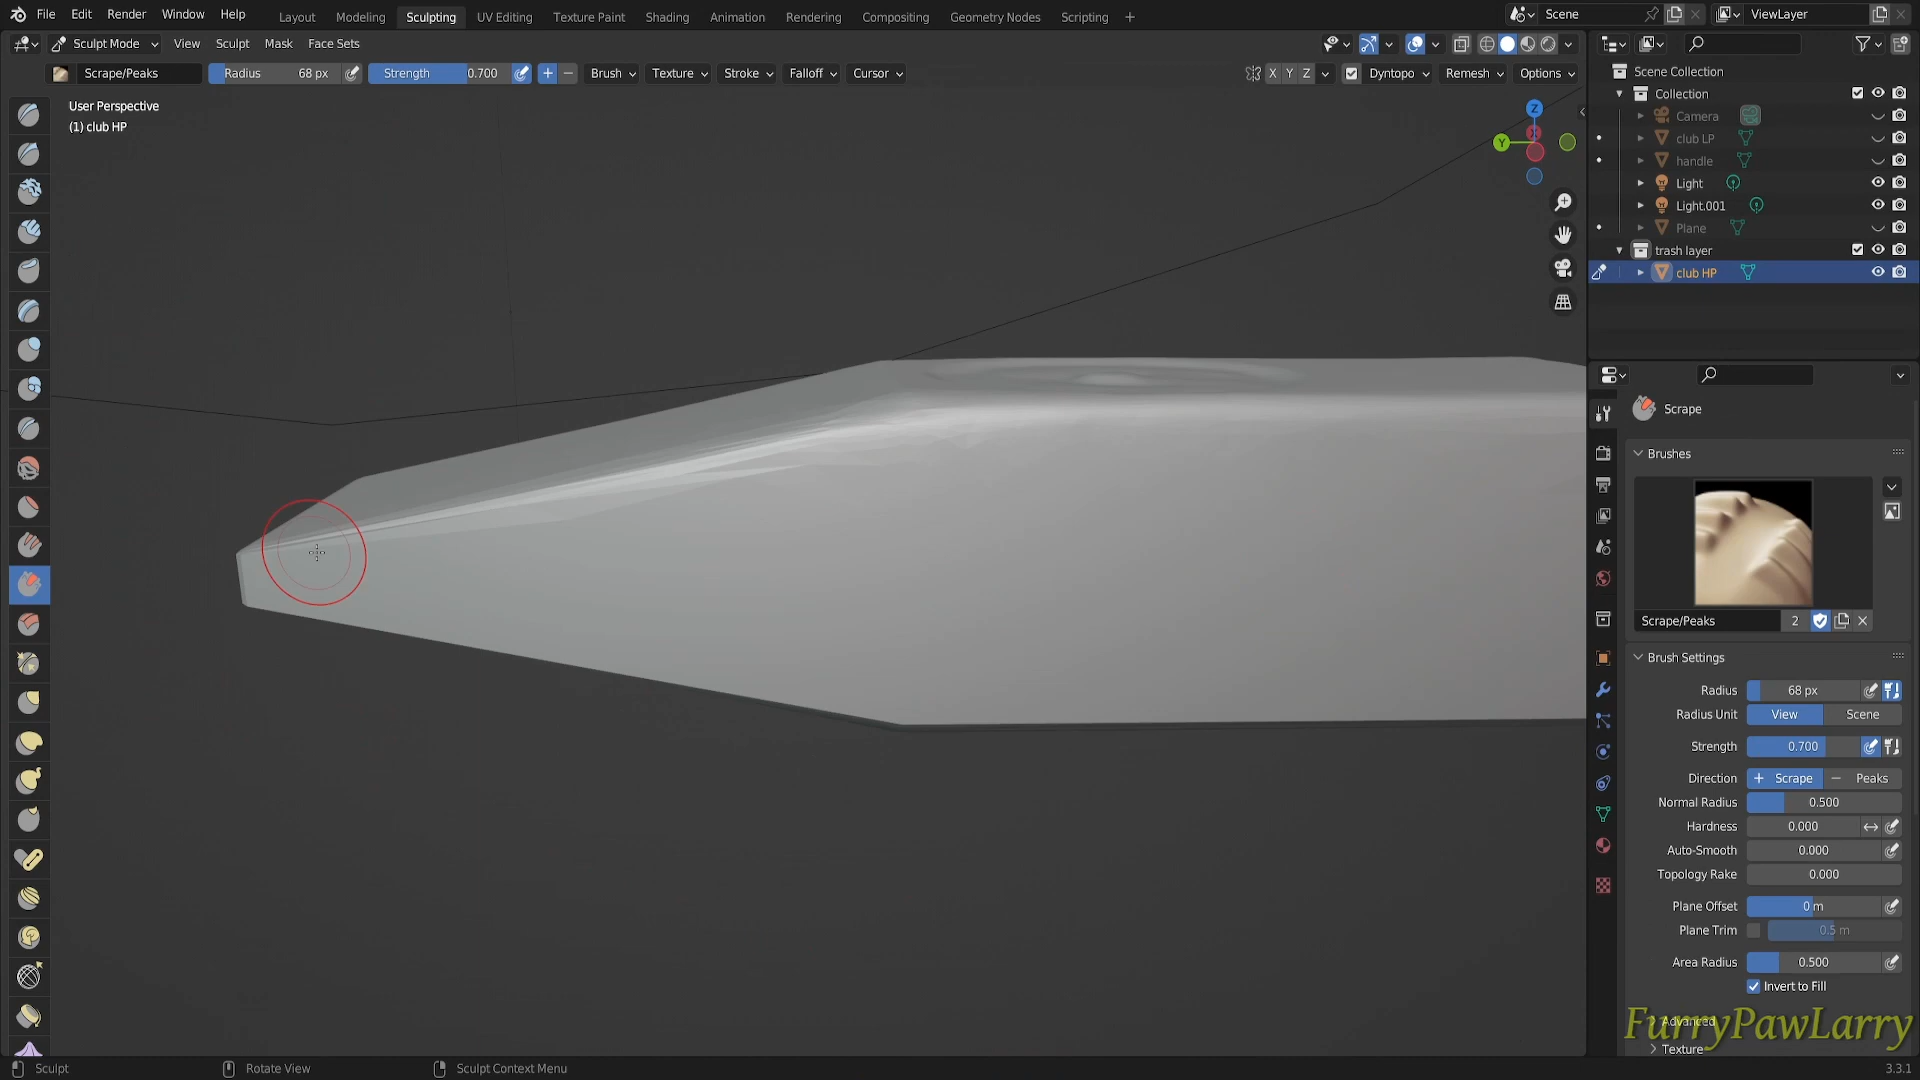 File Edit Render Window Help Layout Modeling Sculpting UV Editing Texture Paint Shading Animation Rendering Compositing Geometry Nodes Scripting + Scene ViewLayer
Sculpt Mode View Sculpt Mask Face Sets
Scrape/Peaks Radius 68 px Strength 0.700 + − Brush Texture Stroke Falloff Cursor X Y Z Dyntopo Remesh Options
User Perspective
(1) club HP
Z
Y
X
Scene Collection
Collection
Camera
club LP
handle
Light
Light.001
Plane
trash layer
club HP
Scrape
Brushes
Scrape/Peaks 2
Brush Settings
Radius 68 px
Radius Unit View Scene
Strength 0.700
Direction + Scrape − Peaks
Normal Radius 0.500
Hardness 0.000
Auto-Smooth 0.000
Topology Rake 0.000
Plane Offset 0 m
Plane Trim 0.5 m
Area Radius 0.500
Invert to Fill
Advanced
FurryPawLarry
Texture
Sculpt Rotate View Sculpt Context Menu 3.3.1